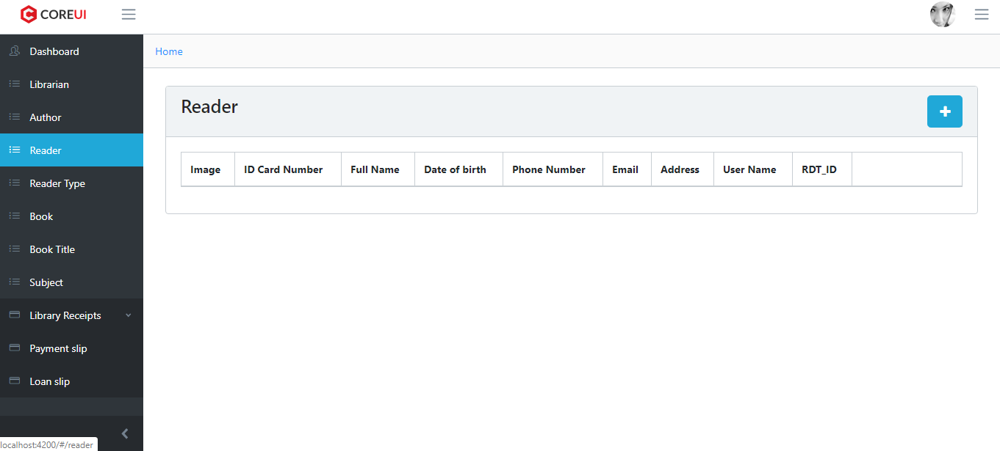 COREUI
Dashboard
Librarian
Author
Reader
Reader Type
Book
Book Title
Subject
Library Receipts
Payment slip
Loan slip
localhost:4200/#/reader
Home
Reader
Image ID Card Number Full Name Date of birth Phone Number Email Address User Name RDT_ID